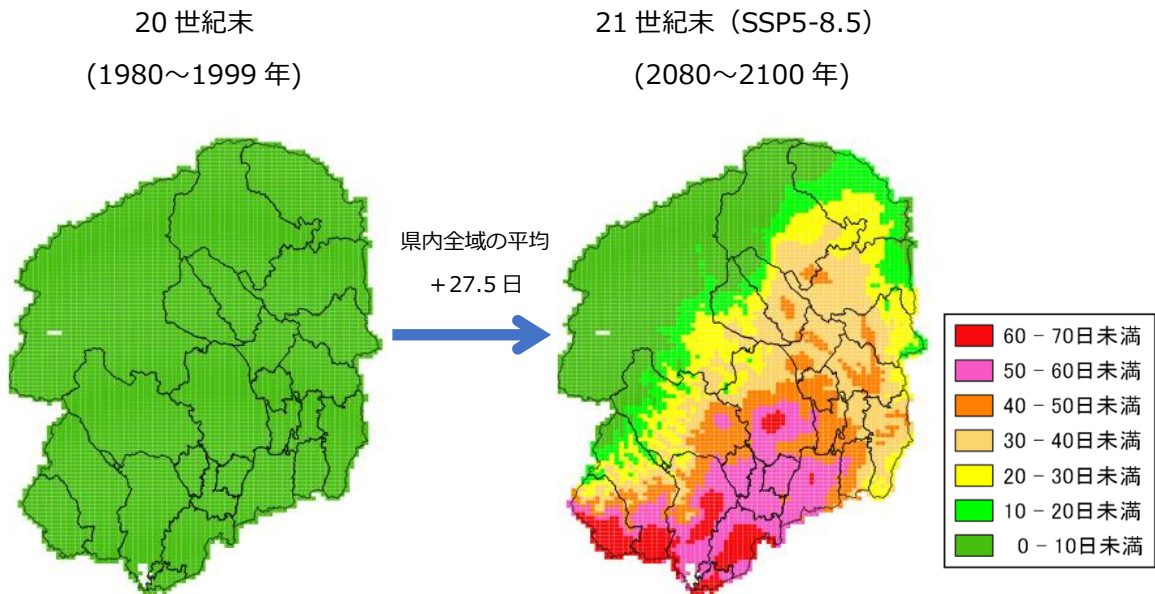 20 世紀末
(1980～1999 年)
21 世紀末（SSP5-8.5）
(2080～2100 年)
県内全域の平均
＋27.5 日
60－70日未満
50－60日未満
40－50日未満
30－40日未満
20－30日未満
10－20日未満
0－10日未満